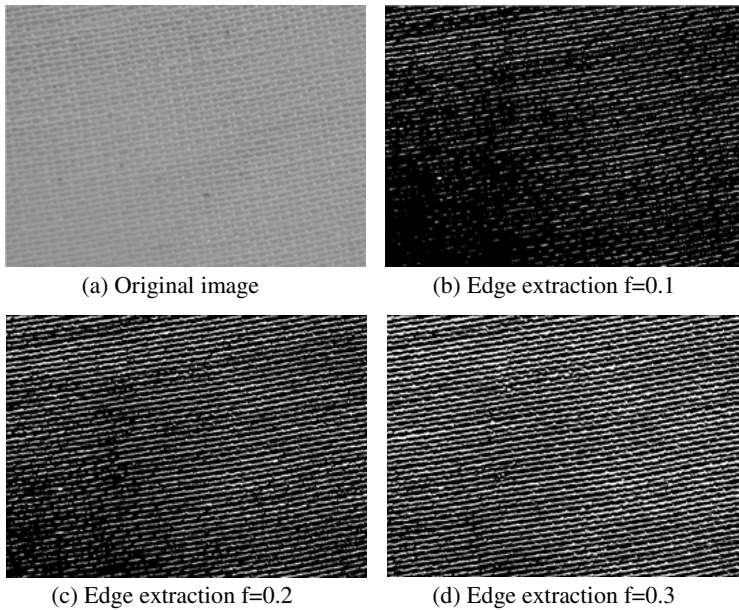 (a) Original image
(b) Edge extraction f=0.1
(c) Edge extraction f=0.2
(d) Edge extraction f=0.3